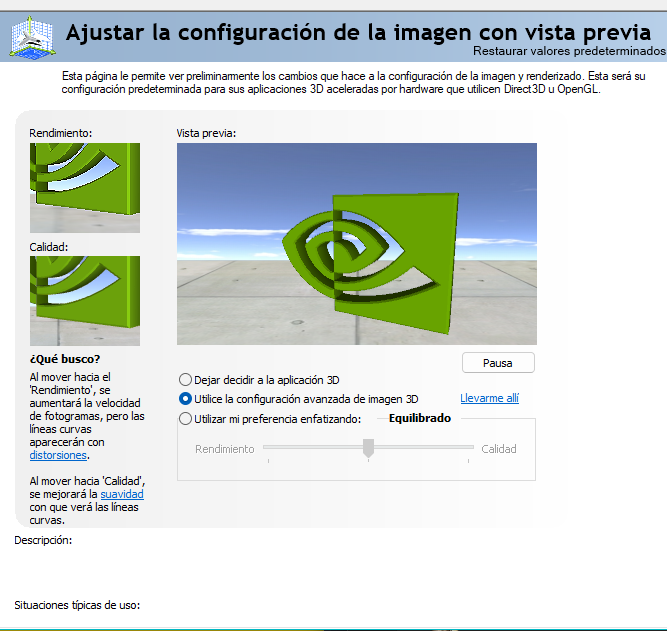 Ajustar la configuración de la imagen con vista previa
Restaurar valores predeterminados
Esta página le permite ver preliminarmente los cambios que hace a la configuración de la imagen y renderizado. Esta será su
configuración predeterminada para sus aplicaciones 3D aceleradas por hardware que utilicen Direct3D u OpenGL.
Rendimiento:
Vista previa:
Calidad:
¿Qué busco?
Al mover hacia el
'Rendimiento', se
aumentará la velocidad
de fotogramas, pero las
líneas curvas
aparecerán con
distorsiones.
Al mover hacia 'Calidad',
se mejorará la suavidad
con que verá las líneas
curvas.
Pausa
Dejar decidir a la aplicación 3D
Utilice la configuración avanzada de imagen 3D
Llevarme allí
Utilizar mi preferencia enfatizando:
Equilibrado
Rendimiento
Calidad
Descripción:
Situaciones típicas de uso: